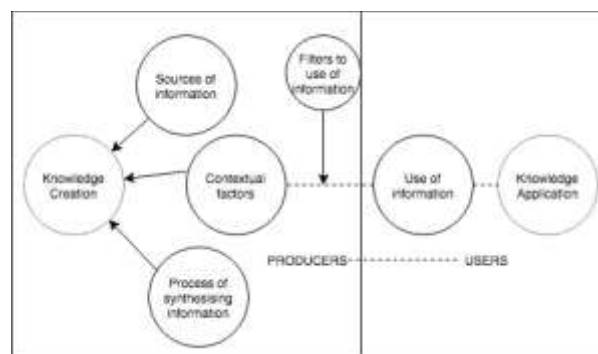 Sources of
information
Filters to
use of
information
Knowledge
Creation
Contextual
factors
Use of
information
Knowledge
Application
Process of
synthesising
information
PRODUCERS
USERS